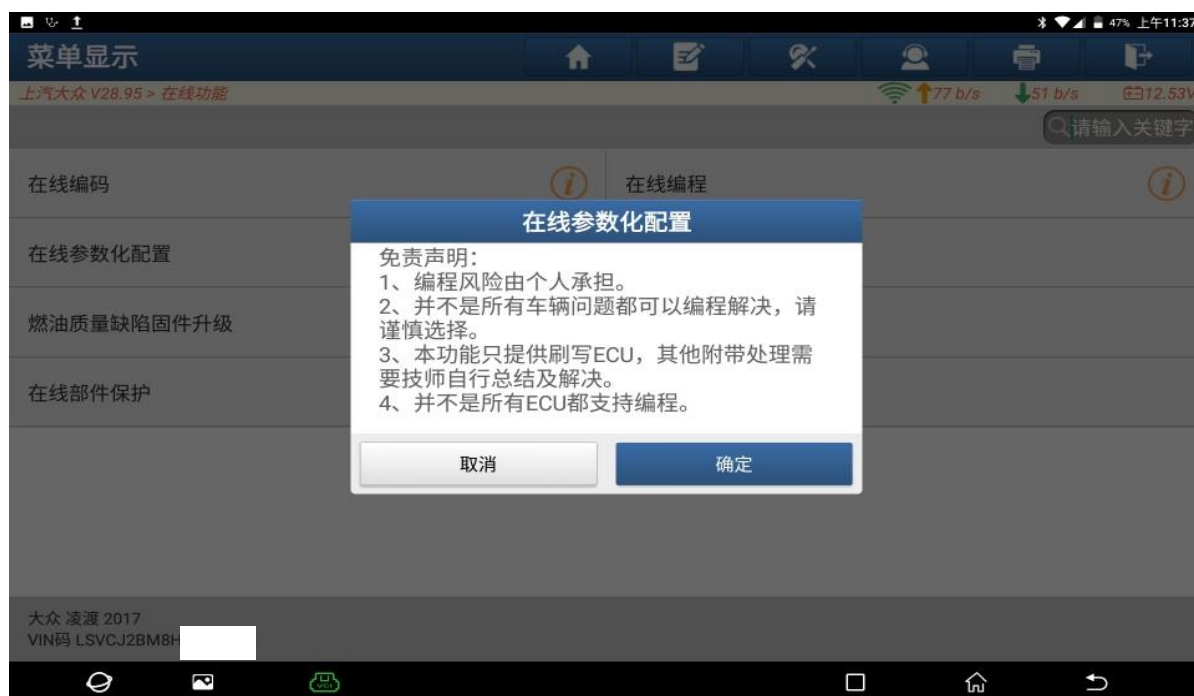 47% 上午11:37
菜单显示
上汽大众 V28.95 > 在线功能
77 b/s
51 b/s
12.53V
请输入关键字
在线编码
在线编程
在线参数化配置
燃油质量缺陷固件升级
在线部件保护
在线参数化配置
免责声明：
1、编程风险由个人承担。
2、并不是所有车辆问题都可以编程解决，请
谨慎选择。
3、本功能只提供刷写ECU，其他附带处理需
要技师自行总结及解决。
4、并不是所有ECU都支持编程。
取消
确定
大众 凌渡 2017
VIN码 LSVCJ2BM8H
VCI